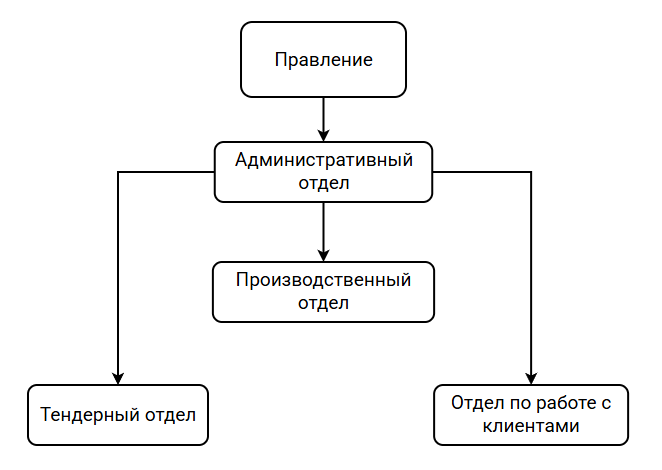 Правление
Административный
отдел
Производственный
отдел
Тендерный отдел
Отдел по работе с
клиентами